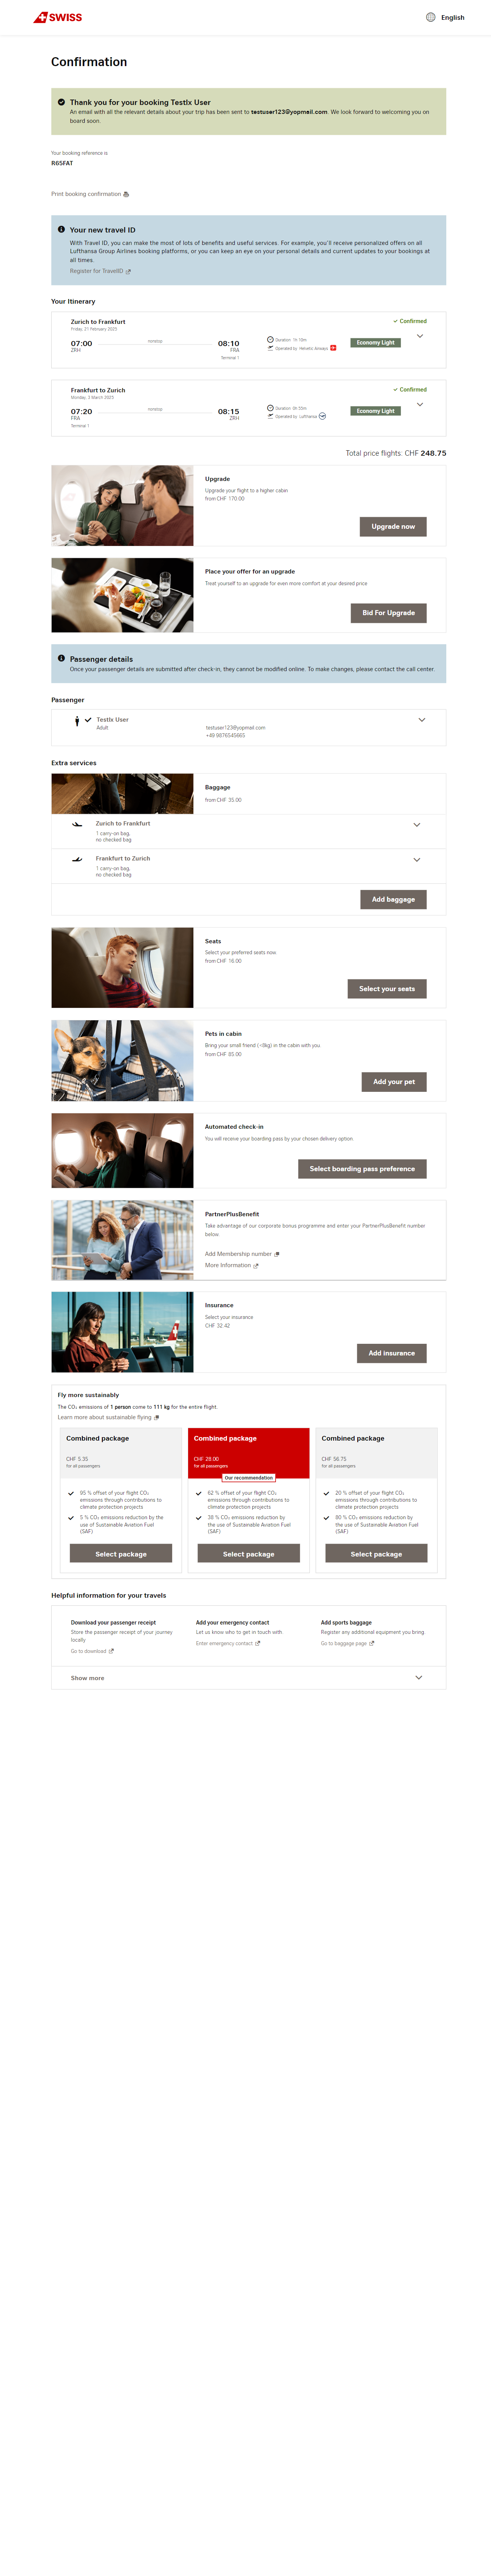 SWISS
English
Confirmation
Thank you for your booking TestIx User
An email with all the relevant details about your trip has been sent to testuser123@yopmail.com. We look forward to welcoming you on
board soon.
Your booking reference is
R65FAT
Print booking confirmation
Your new travel ID
With Travel ID, you can make the most of lots of benefits and useful services. For example, you'll receive personalized offers on all
Lufthansa Group Airlines booking platforms, or you can keep an eye on your personal details and current updates to your bookings at
all times.
Register for TravelID
Your Itinerary
Zurich to Frankfurt
Confirmed
Friday, 21 February 2025
07:00 nonstop 08:10
ZRH FRA
Terminal 1
Duration 1h 10m
Operated by Helvetic Airways
Economy Light
Frankfurt to Zurich
Confirmed
Monday, 3 March 2025
07:20 nonstop 08:15
FRA ZRH
Terminal 1
Duration 0h 55m
Operated by Lufthansa
Economy Light
Total price flights: CHF 248.75
Upgrade
Upgrade your flight to a higher cabin
from CHF 170.00
Upgrade now
Place your offer for an upgrade
Treat yourself to an upgrade for even more comfort at your desired price
Bid For Upgrade
Passenger details
Once your passenger details are submitted after check-in, they cannot be modified online. To make changes, please contact the call center.
Passenger
TestIx User
Adult
testuser123@yopmail.com
+49 9876545665
Extra services
Baggage
from CHF 35.00
Zurich to Frankfurt
1 carry-on bag,
no checked bag
Frankfurt to Zurich
1 carry-on bag,
no checked bag
Add baggage
Seats
Select your preferred seats now.
from CHF 16.00
Select your seats
Pets in cabin
Bring your small friend (<8kg) in the cabin with you
from CHF 85.00
Add your pet
Automated check-in
You will receive your boarding pass by your chosen delivery option.
Select boarding pass preference
PartnerPlusBenefit
Take advantage of our corporate bonus programme and enter your PartnerPlusBenefit number
below.
Add Membership number
More Information
Insurance
Select your insurance
CHF 32.42
Add insurance
Fly more sustainably
The CO₂ emissions of 1 person come to 111 kg for the entire flight.
Learn more about sustainable flying
Combined package
CHF 5.35
for all passengers
95 % offset of your flight CO₂
emissions through contributions to
climate protection projects
5 % CO₂ emissions reduction by the
use of Sustainable Aviation Fuel
(SAF)
Select package
Combined package
CHF 28.00
for all passengers
Our recommendation
62 % offset of your flight CO₂
emissions through contributions to
climate protection projects
38 % CO₂ emissions reduction by
the use of Sustainable Aviation Fuel
(SAF)
Select package
Combined package
CHF 56.75
for all passengers
20 % offset of your flight CO₂
emissions through contributions to
climate protection projects
80 % CO₂ emissions reduction by
the use of Sustainable Aviation Fuel
(SAF)
Select package
Helpful information for your travels
Download your passenger receipt
Store the passenger receipt of your journey
locally
Go to download
Add your emergency contact
Let us know who to get in touch with
Enter emergency contact
Add sports baggage
Register any additional equipment you bring.
Go to baggage page
Show more